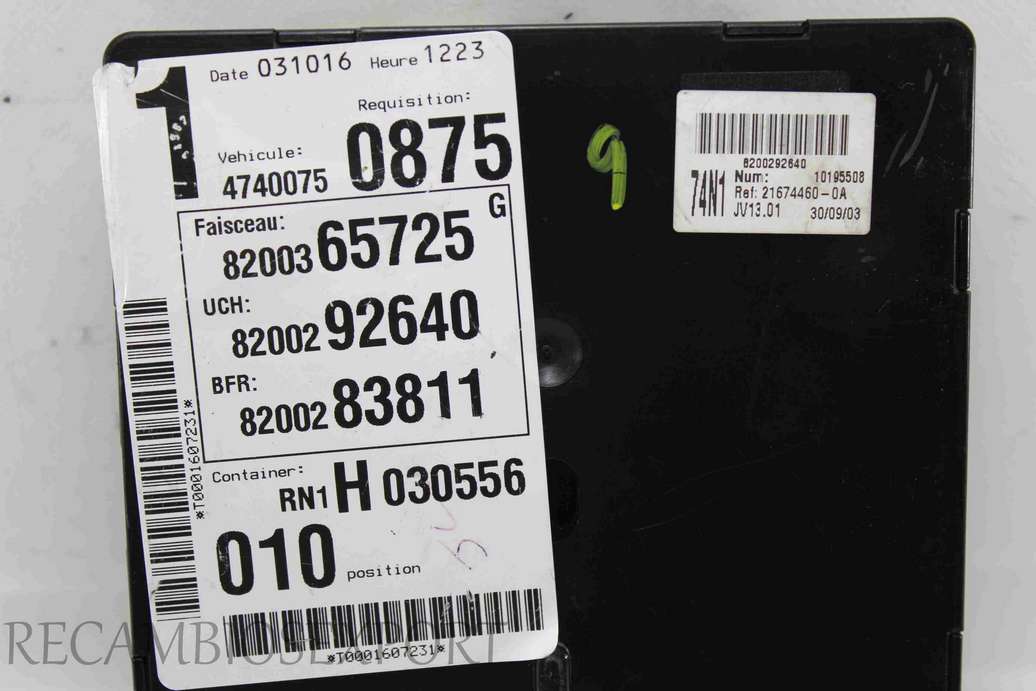 1
Date 031016 Heure 1223
Requisition:
Vehicule:
4740075 0875
Faisceau: G
8200365725
UCH:
8200292640
BFR:
8200283811
Container:
RN1 H 030556
010 position
*T0001607231*
*T0001607231*
9
8200292640
74N1
Num: 10195508
Ref: 21674460-0A
JV13.01 30/09/03
RECAMBIOSEXPORT